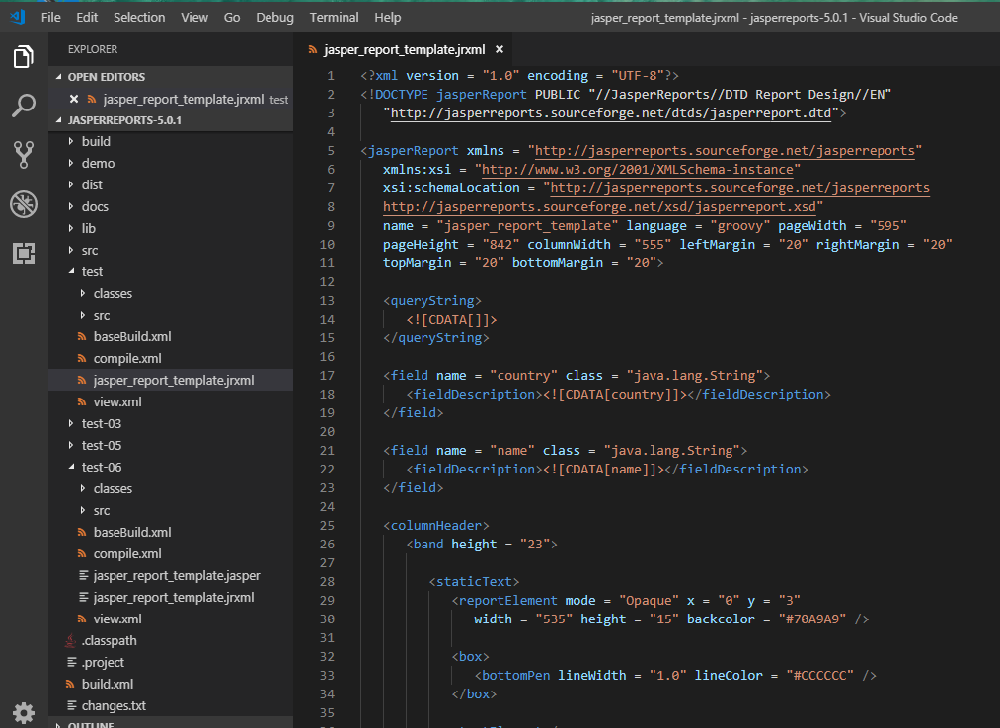 File Edit Selection View Go Debug Terminal Help jasper_report_template.jrxml - jasperreports-5.0.1 - Visual Studio Code
EXPLORER
OPEN EDITORS
jasper_report_template.jrxml test
JASPERREPORTS-5.0.1
build
demo
dist
docs
lib
src
test
classes
src
baseBuild.xml
compile.xml
jasper_report_template.jrxml
view.xml
test-03
test-05
test-06
classes
src
baseBuild.xml
compile.xml
jasper_report_template.jasper
jasper_report_template.jrxml
view.xml
.classpath
.project
build.xml
changes.txt
OUTLINE
jasper_report_template.jrxml
1 <?xml version = "1.0" encoding = "UTF-8"?>
2 <!DOCTYPE jasperReport PUBLIC "//JasperReports//DTD Report Design//EN"
3 "http://jasperreports.sourceforge.net/dtds/jasperreport.dtd">
4
5 <jasperReport xmlns = "http://jasperreports.sourceforge.net/jasperreports"
6 xmlns:xsi = "http://www.w3.org/2001/XMLSchema-instance"
7 xsi:schemaLocation = "http://jasperreports.sourceforge.net/jasperreports
8 http://jasperreports.sourceforge.net/xsd/jasperreport.xsd"
9 name = "jasper_report_template" language = "groovy" pageWidth = "595"
10 pageHeight = "842" columnWidth = "555" leftMargin = "20" rightMargin = "20"
11 topMargin = "20" bottomMargin = "20">
12
13 <queryString>
14 <![CDATA[]]>
15 </queryString>
16
17 <field name = "country" class = "java.lang.String">
18 <fieldDescription><![CDATA[country]]></fieldDescription>
19 </field>
20
21 <field name = "name" class = "java.lang.String">
22 <fieldDescription><![CDATA[name]]></fieldDescription>
23 </field>
24
25 <columnHeader>
26 <band height = "23">
27
28 <staticText>
29 <reportElement mode = "Opaque" x = "0" y = "3"
30 width = "535" height = "15" backcolor = "#70A9A9" />
31
32 <box>
33 <bottomPen lineWidth = "1.0" lineColor = "#CCCCCC" />
34 </box>
35